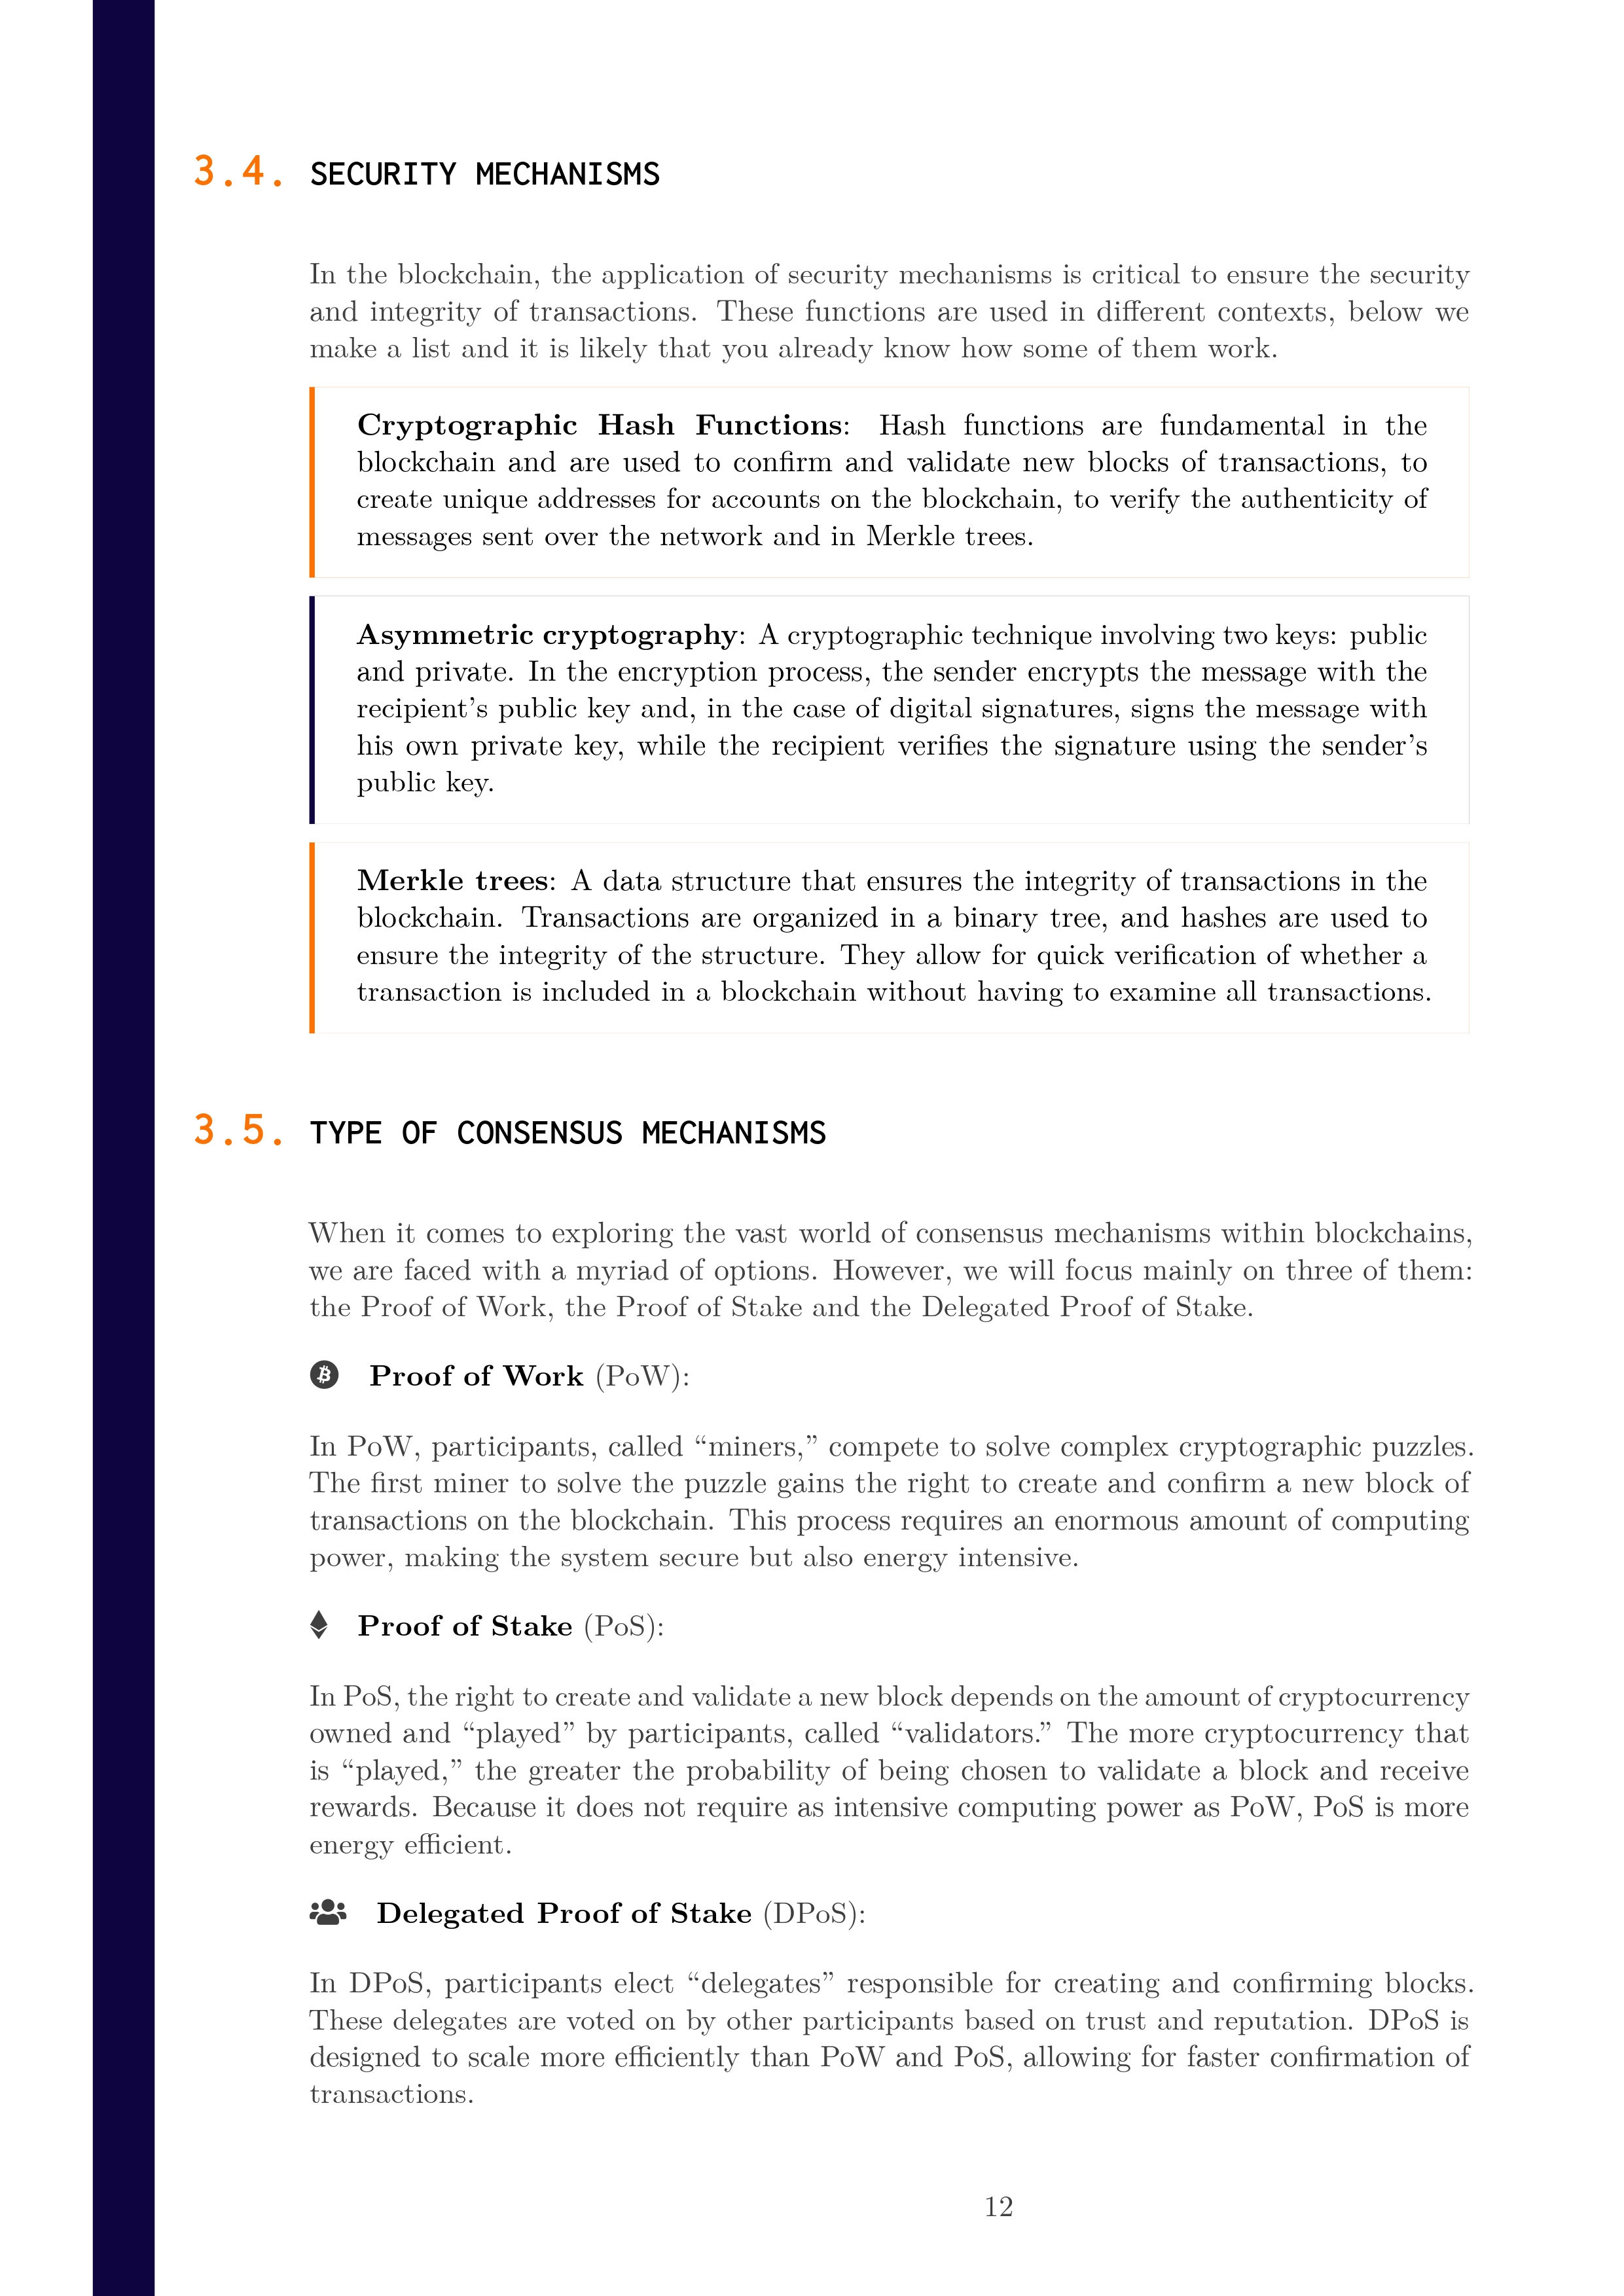 3.4. SECURITY MECHANISMS
In the blockchain, the application of security mechanisms is critical to ensure the security
and integrity of transactions. These functions are used in different contexts, below we
make a list and it is likely that you already know how some of them work.
Cryptographic Hash Functions: Hash functions are fundamental in the
blockchain and are used to confirm and validate new blocks of transactions, to
create unique addresses for accounts on the blockchain, to verify the authenticity of
messages sent over the network and in Merkle trees.
Asymmetric cryptography: A cryptographic technique involving two keys: public
and private. In the encryption process, the sender encrypts the message with the
recipient's public key and, in the case of digital signatures, signs the message with
his own private key, while the recipient verifies the signature using the sender's
public key.
Merkle trees: A data structure that ensures the integrity of transactions in the
blockchain. Transactions are organized in a binary tree, and hashes are used to
ensure the integrity of the structure. They allow for quick verification of whether a
transaction is included in a blockchain without having to examine all transactions.
3.5. TYPE OF CONSENSUS MECHANISMS
When it comes to exploring the vast world of consensus mechanisms within blockchains,
we are faced with a myriad of options. However, we will focus mainly on three of them:
the Proof of Work, the Proof of Stake and the Delegated Proof of Stake.
Proof of Work (PoW):
In PoW, participants, called “miners,” compete to solve complex cryptographic puzzles.
The first miner to solve the puzzle gains the right to create and confirm a new block of
transactions on the blockchain. This process requires an enormous amount of computing
power, making the system secure but also energy intensive.
Proof of Stake (PoS):
In PoS, the right to create and validate a new block depends on the amount of cryptocurrency
owned and “played” by participants, called “validators.” The more cryptocurrency that
is “played,” the greater the probability of being chosen to validate a block and receive
rewards. Because it does not require as intensive computing power as PoW, PoS is more
energy efficient.
Delegated Proof of Stake (DPoS):
In DPoS, participants elect “delegates” responsible for creating and confirming blocks.
These delegates are voted on by other participants based on trust and reputation. DPoS is
designed to scale more efficiently than PoW and PoS, allowing for faster confirmation of
transactions.
12